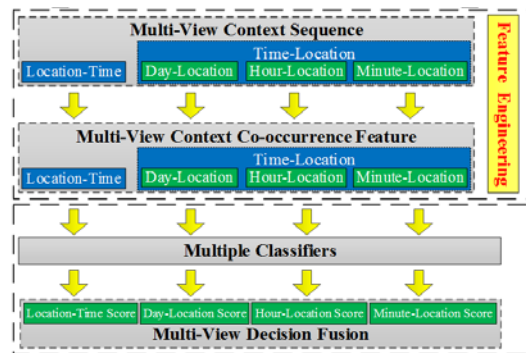 Multi-View Context Sequence
Time-Location
Location-Time Day-Location Hour-Location Minute-Location
Multi-View Context Co-occurrence Feature
Time-Location
Location-Time Day-Location Hour-Location Minute-Location
Feature Engineering
Multiple Classifiers
Location-Time Score Day-Location Score Hour-Location Score Minute-Location Score
Multi-View Decision Fusion